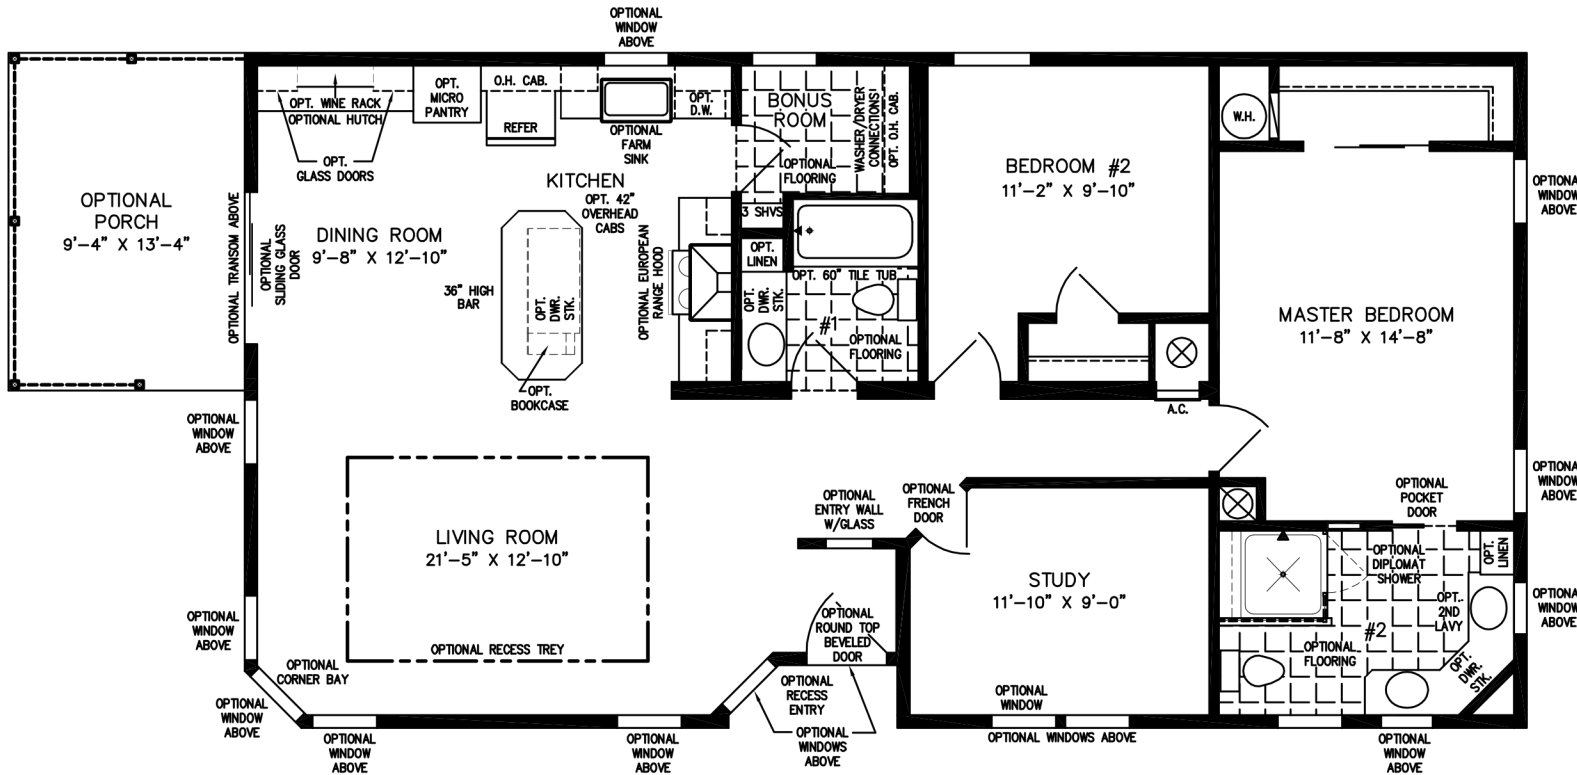 OPTIONAL
WINDOW
ABOVE
OPT. WINE RACK
OPTIONAL HUTCH
OPT.
GLASS DOORS
OPT.
MICRO
PANTRY
O.H. CAB.
REFER
OPTIONAL
FARM
SINK
OPT.
D.W.
BONUS
ROOM
OPTIONAL
FLOORING
WASHER/DRYER
CONNECTIONS
OPT. O.H. CAB.
3 SHVS
W.H.
OPTIONAL
PORCH
9'-4" X 13'-4"
OPTIONAL TRANSOM ABOVE
OPTIONAL
SLIDING GLASS
DOOR
DINING ROOM
9'-8" X 12'-10"
KITCHEN
OPT. 42"
OVERHEAD
CABS
36" HIGH
BAR
OPT.
DWR.
STK.
OPT.
BOOKCASE
OPTIONAL EUROPEAN
RANGE HOOD
OPT.
LINEN
OPT.
DWR.
STK.
OPT. 60" TILE TUB
#1
OPTIONAL
FLOORING
BEDROOM #2
11'-2" X 9'-10"
A.C.
MASTER BEDROOM
11'-8" X 14'-8"
OPTIONAL
WINDOW
ABOVE
OPTIONAL
WINDOW
ABOVE
OPTIONAL
WINDOW
ABOVE
OPTIONAL
POCKET
DOOR
OPTIONAL
WINDOW
ABOVE
LIVING ROOM
21'-5" X 12'-10"
OPTIONAL RECESS TREY
OPTIONAL
ENTRY WALL
W/GLASS
OPTIONAL
FRENCH
DOOR
STUDY
11'-10" X 9'-0"
OPTIONAL
DIPLOMAT
SHOWER
OPT.
LINEN
OPT.
2ND
LAVY
#2
OPTIONAL
FLOORING
OPT.
DWR.
STK.
OPTIONAL
WINDOW
ABOVE
OPTIONAL
WINDOW
ABOVE
OPTIONAL
CORNER BAY
OPTIONAL
ROUND TOP
BEVELED
DOOR
OPTIONAL
RECESS
ENTRY
OPTIONAL
WINDOW
OPTIONAL
WINDOW
ABOVE
OPTIONAL
WINDOW
ABOVE
OPTIONAL
WINDOW
ABOVE
OPTIONAL
WINDOWS
ABOVE
OPTIONAL WINDOWS ABOVE
OPTIONAL
WINDOW
ABOVE